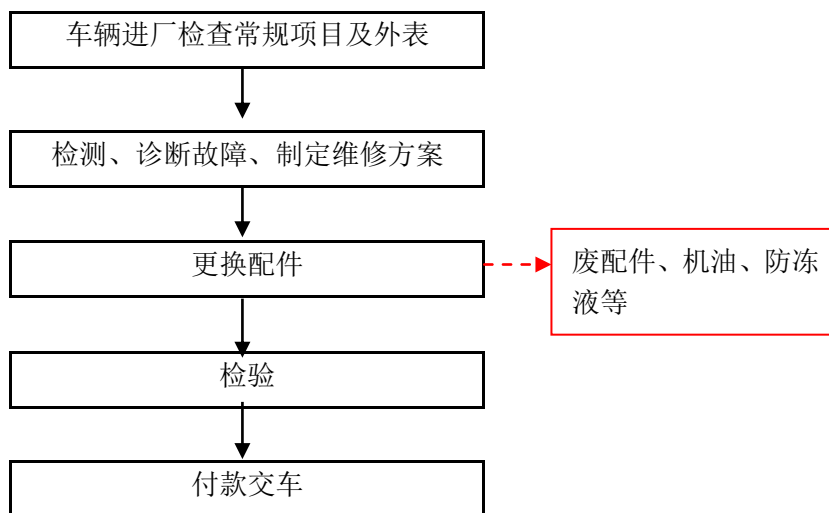 车辆进厂检查常规项目及外表
检测、诊断故障、制定维修方案
更换配件
废配件、机油、防冻
液等
检验
付款交车